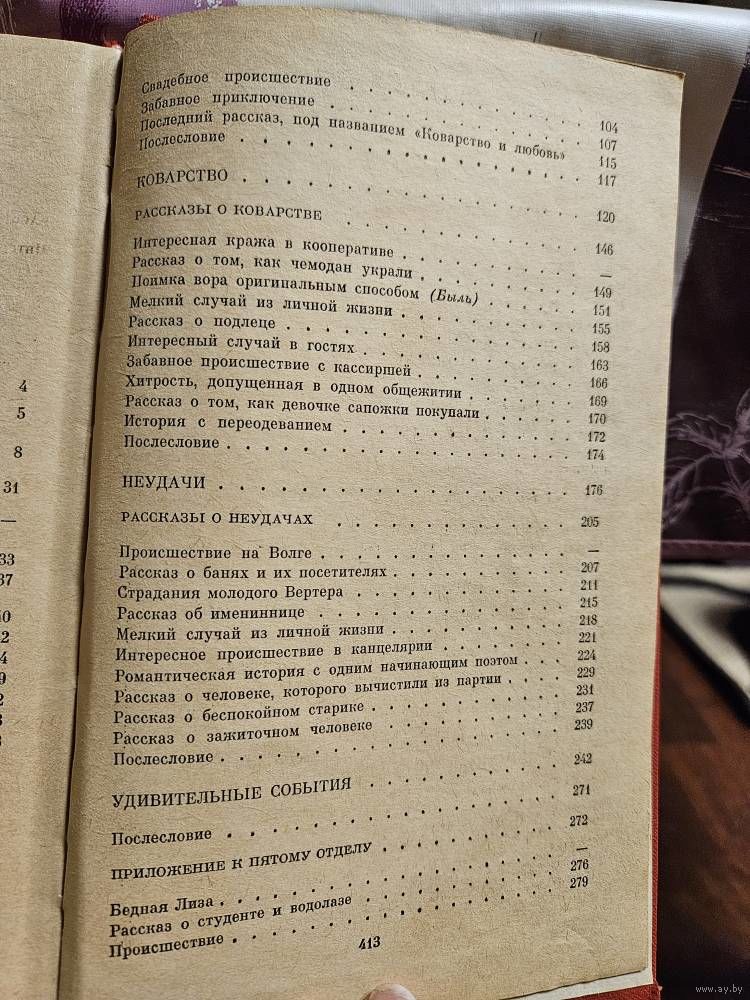 4
5
8
31
—
33
37
Свадебное происшествие . . . . . . . . 104
Забавное приключение . . . . . . . . 107
Последний рассказ, под названием «Коварство и любовь» 115
Послесловие . . . . . . . . 117
КОВАРСТВО . . . . . . . . 120
РАССКАЗЫ О КОВАРСТВЕ . . . . . . . . 146
Интересная кража в кооперативе . . . . . . . . —
Рассказ о том, как чемодан украли . . . . . . . . 149
Поимка вора оригинальным способом (Быль) . . . . . . . . 151
Мелкий случай из личной жизни . . . . . . . . 155
Рассказ о подлеце . . . . . . . . 158
Интересный случай в гостях . . . . . . . . 163
Забавное происшествие с кассиршей . . . . . . . . 166
Хитрость, допущенная в одном общежитии . . . . . . . . 169
Рассказ о том, как девочке сапожки покупали . . . . . . . . 170
История с переодеванием . . . . . . . . 172
Послесловие . . . . . . . . 174
НЕУДАЧИ . . . . . . . . 176
РАССКАЗЫ О НЕУДАЧАХ . . . . . . . . 205
Происшествие на Волге . . . . . . . . —
Рассказ о банях и их посетителях . . . . . . . . 207
Страдания молодого Вертера . . . . . . . . 211
Рассказ об имениннице . . . . . . . . 215
Мелкий случай из личной жизни . . . . . . . . 218
Интересное происшествие в канцелярии . . . . . . . . 221
Романтическая история с одним начинающим поэтом . . . 224
Рассказ о человеке, которого вычистили из партии . . . . 229
Рассказ о беспокойном старике . . . . . . . . 231
Рассказ о зажиточном человеке . . . . . . . . 237
Послесловие . . . . . . . . 239
УДИВИТЕЛЬНЫЕ СОБЫТИЯ . . . . . . . . 242
Послесловие . . . . . . . . 271
ПРИЛОЖЕНИЕ К ПЯТОМУ ОТДЕЛУ . . . . . . . . 272
Бедная Лиза . . . . . . . . —
Рассказ о студенте и водолазе . . . . . . . . 276
Происшествие . . . . . . . . 279
413
www.ay.by